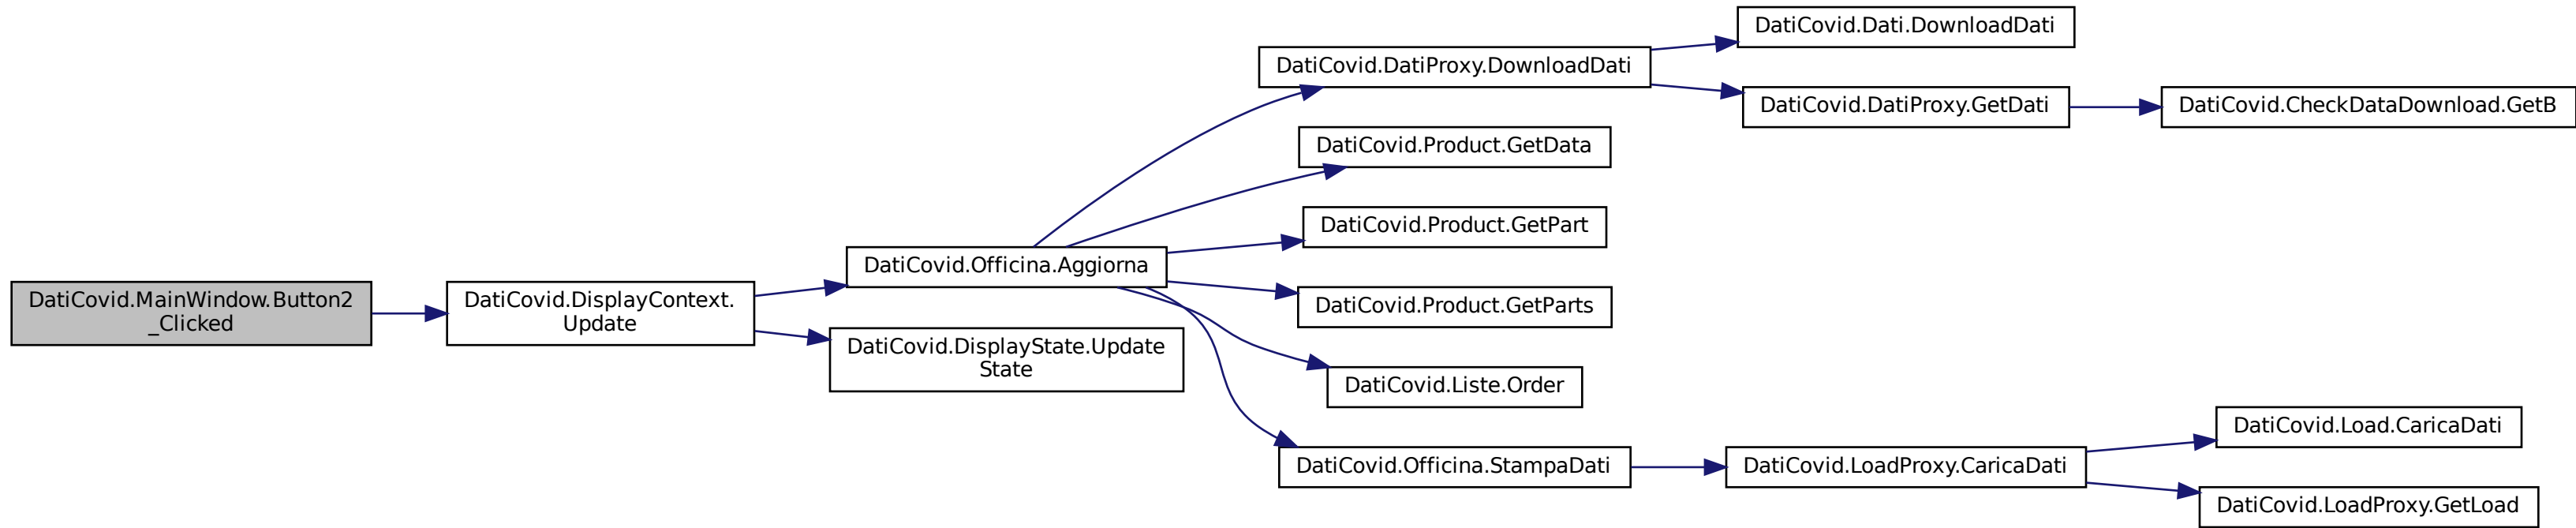 DatiCovid.MainWindow.Button2
_Clicked
DatiCovid.DisplayContext.
Update
DatiCovid.Officina.Aggiorna
DatiCovid.DisplayState.Update
State
DatiCovid.DatiProxy.DownloadDati
DatiCovid.Product.GetData
DatiCovid.Product.GetPart
DatiCovid.Product.GetParts
DatiCovid.Liste.Order
DatiCovid.Officina.StampaDati
DatiCovid.Dati.DownloadDati
DatiCovid.DatiProxy.GetDati
DatiCovid.LoadProxy.CaricaDati
DatiCovid.CheckDataDownload.GetB
DatiCovid.Load.CaricaDati
DatiCovid.LoadProxy.GetLoad